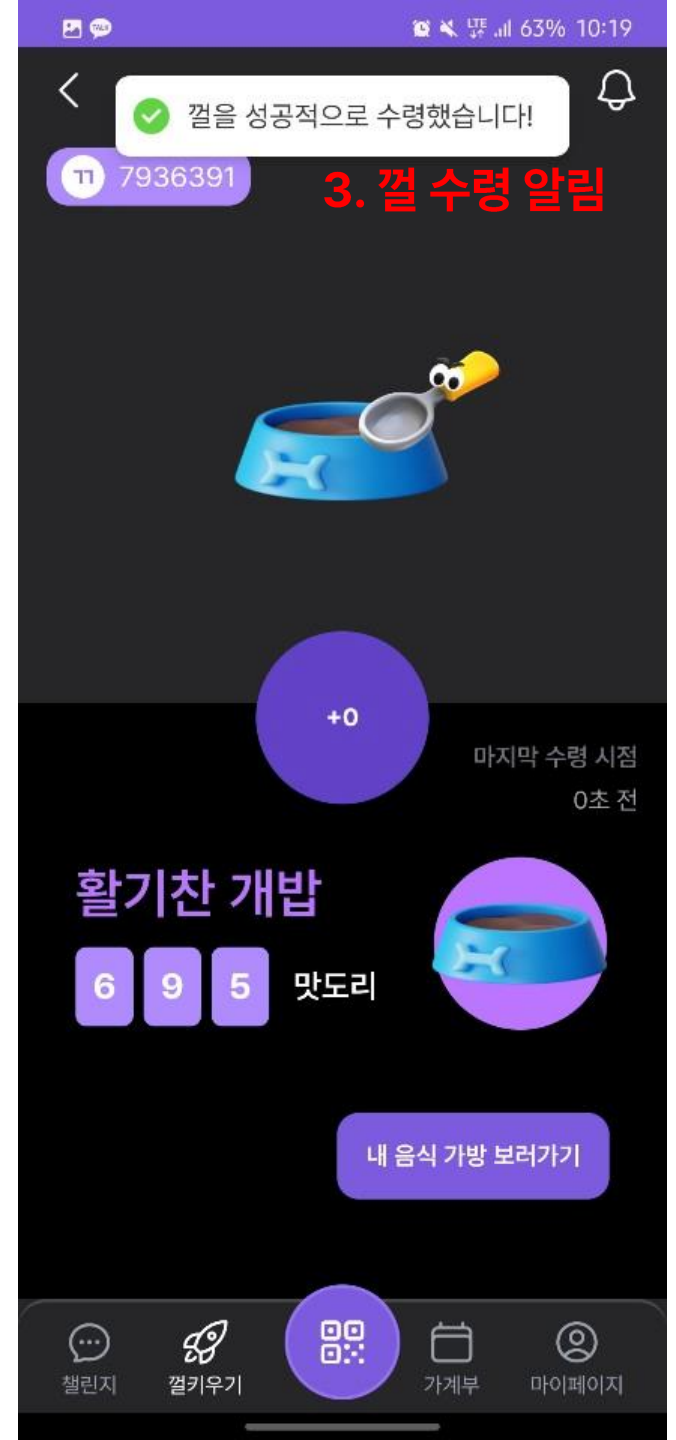 TALK LTE 63% 10:19
껄을 성공적으로 수령했습니다!
ㄲ 7936391
3. 껄 수령 알림
+0
마지막 수령 시점
0초 전
활기찬 개밥
6 9 5 맛도리
내 음식 가방 보러가기
챌린지 껄키우기 가계부 마이페이지